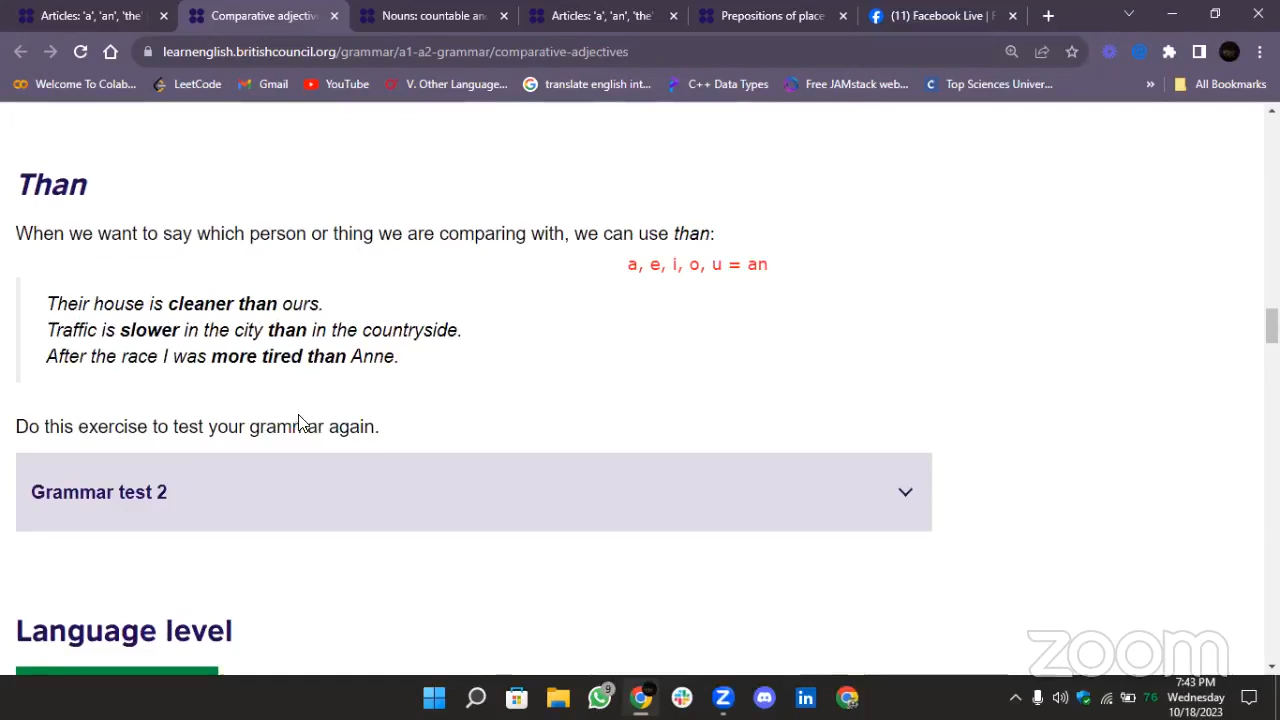 Articles: 'a', 'an', 'the'
Comparative adjectiv
Nouns: countable an
Articles: 'a', 'an', 'the'
Prepositions of place
(11) Facebook Live | F
learnenglish.britishcouncil.org/grammar/a1-a2-grammar/comparative-adjectives
Welcome To Colab...
LeetCode
Gmail
YouTube
V. Other Language...
translate english int...
C++ Data Types
Free JAMstack web...
Top Sciences Univer...
»
All Bookmarks
Than
When we want to say which person or thing we are comparing with, we can use than:
a, e, i, o, u = an
Their house is cleaner than ours.
Traffic is slower in the city than in the countryside.
After the race I was more tired than Anne.
Do this exercise to test your grammar again.
Grammar test 2
Language level
zoom
9
76
7:43 PM
Wednesday
10/18/2023